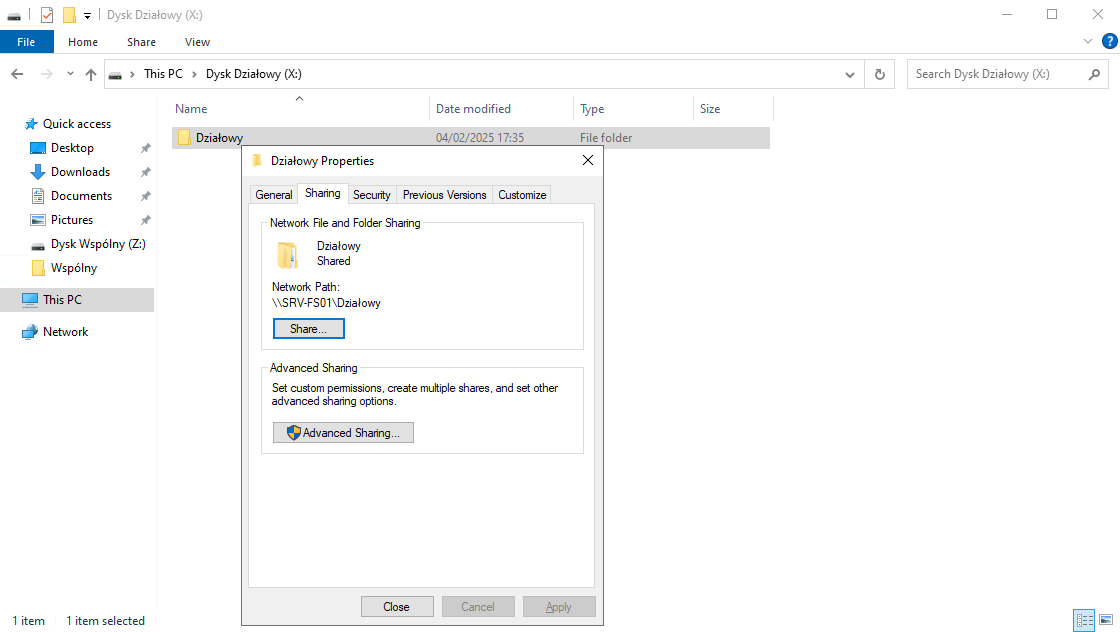 Dysk Działowy (X:)
File Home Share View
This PC Dysk Działowy (X:) Search Dysk Działowy (X:)
Name Date modified Type Size
Quick access
Desktop
Downloads
Documents
Pictures
Dysk Wspólny (Z:)
Wspólny
This PC
Network
Działowy 04/02/2025 17:35 File folder
Działowy Properties
General Sharing Security Previous Versions Customize
Network File and Folder Sharing
Działowy
Shared
Network Path:
\\SRV-FS01\Działowy
Share...
Advanced Sharing
Set custom permissions, create multiple shares, and set other
advanced sharing options.
Advanced Sharing...
Close Cancel Apply
1 item 1 item selected